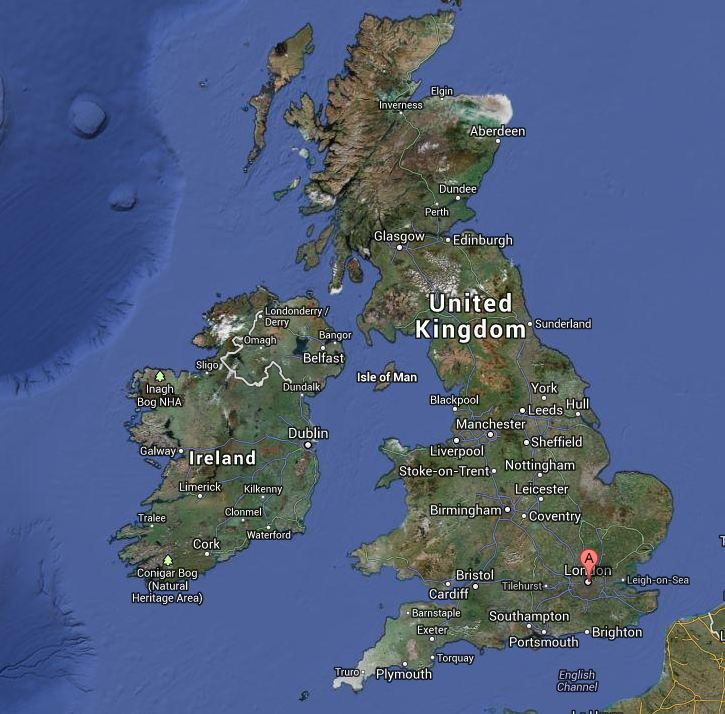 Elgin
Inverness
Aberdeen
Dundee
Perth
Glasgow
Edinburgh
United
Kingdom
Londonderry /
Derry
Sunderland
Omagh
Bangor
Belfast
Sligo
Isle of Man
Inagh
Bog NHA
Dundalk
York
Blackpool
Leeds
Hull
Manchester
Dublin
Galway
Ireland
Liverpool
Sheffield
Stoke-on-Trent
Nottingham
Limerick
Kilkenny
Leicester
Clonmel
Birmingham
Coventry
Tralee
Waterford
Cork
A
London
Conigar Bog
(Natural
Heritage Area)
Bristol
Tilehurst
Leigh-on-Sea
Cardiff
Barnstaple
Southampton
Exeter
Portsmouth
Brighton
Torquay
Truro
Plymouth
English
Channel